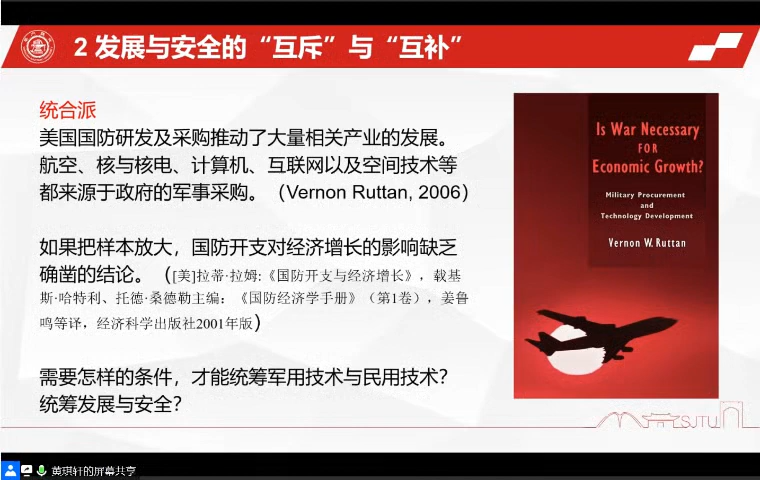 2 发展与安全的“互斥”与“互补”
统合派
美国国防研发及采购推动了大量相关产业的发展。
航空、核与核电、计算机、互联网以及空间技术等
都来源于政府的军事采购。（Vernon Ruttan, 2006）
如果把样本放大，国防开支对经济增长的影响缺乏
确凿的结论。（[美]拉蒂·拉姆:《国防开支与经济增长》，载基
斯·哈特利、托德·桑德勒主编：《国防经济学手册》（第1卷），姜鲁
鸣等译，经济科学出版社2001年版）
需要怎样的条件，才能统筹军用技术与民用技术？
统筹发展与安全？
Is War Necessary
FOR
Economic Growth?
Military Procurement
and
Technology Development
Vernon W. Ruttan
SJTU
黄琪轩的屏幕共享